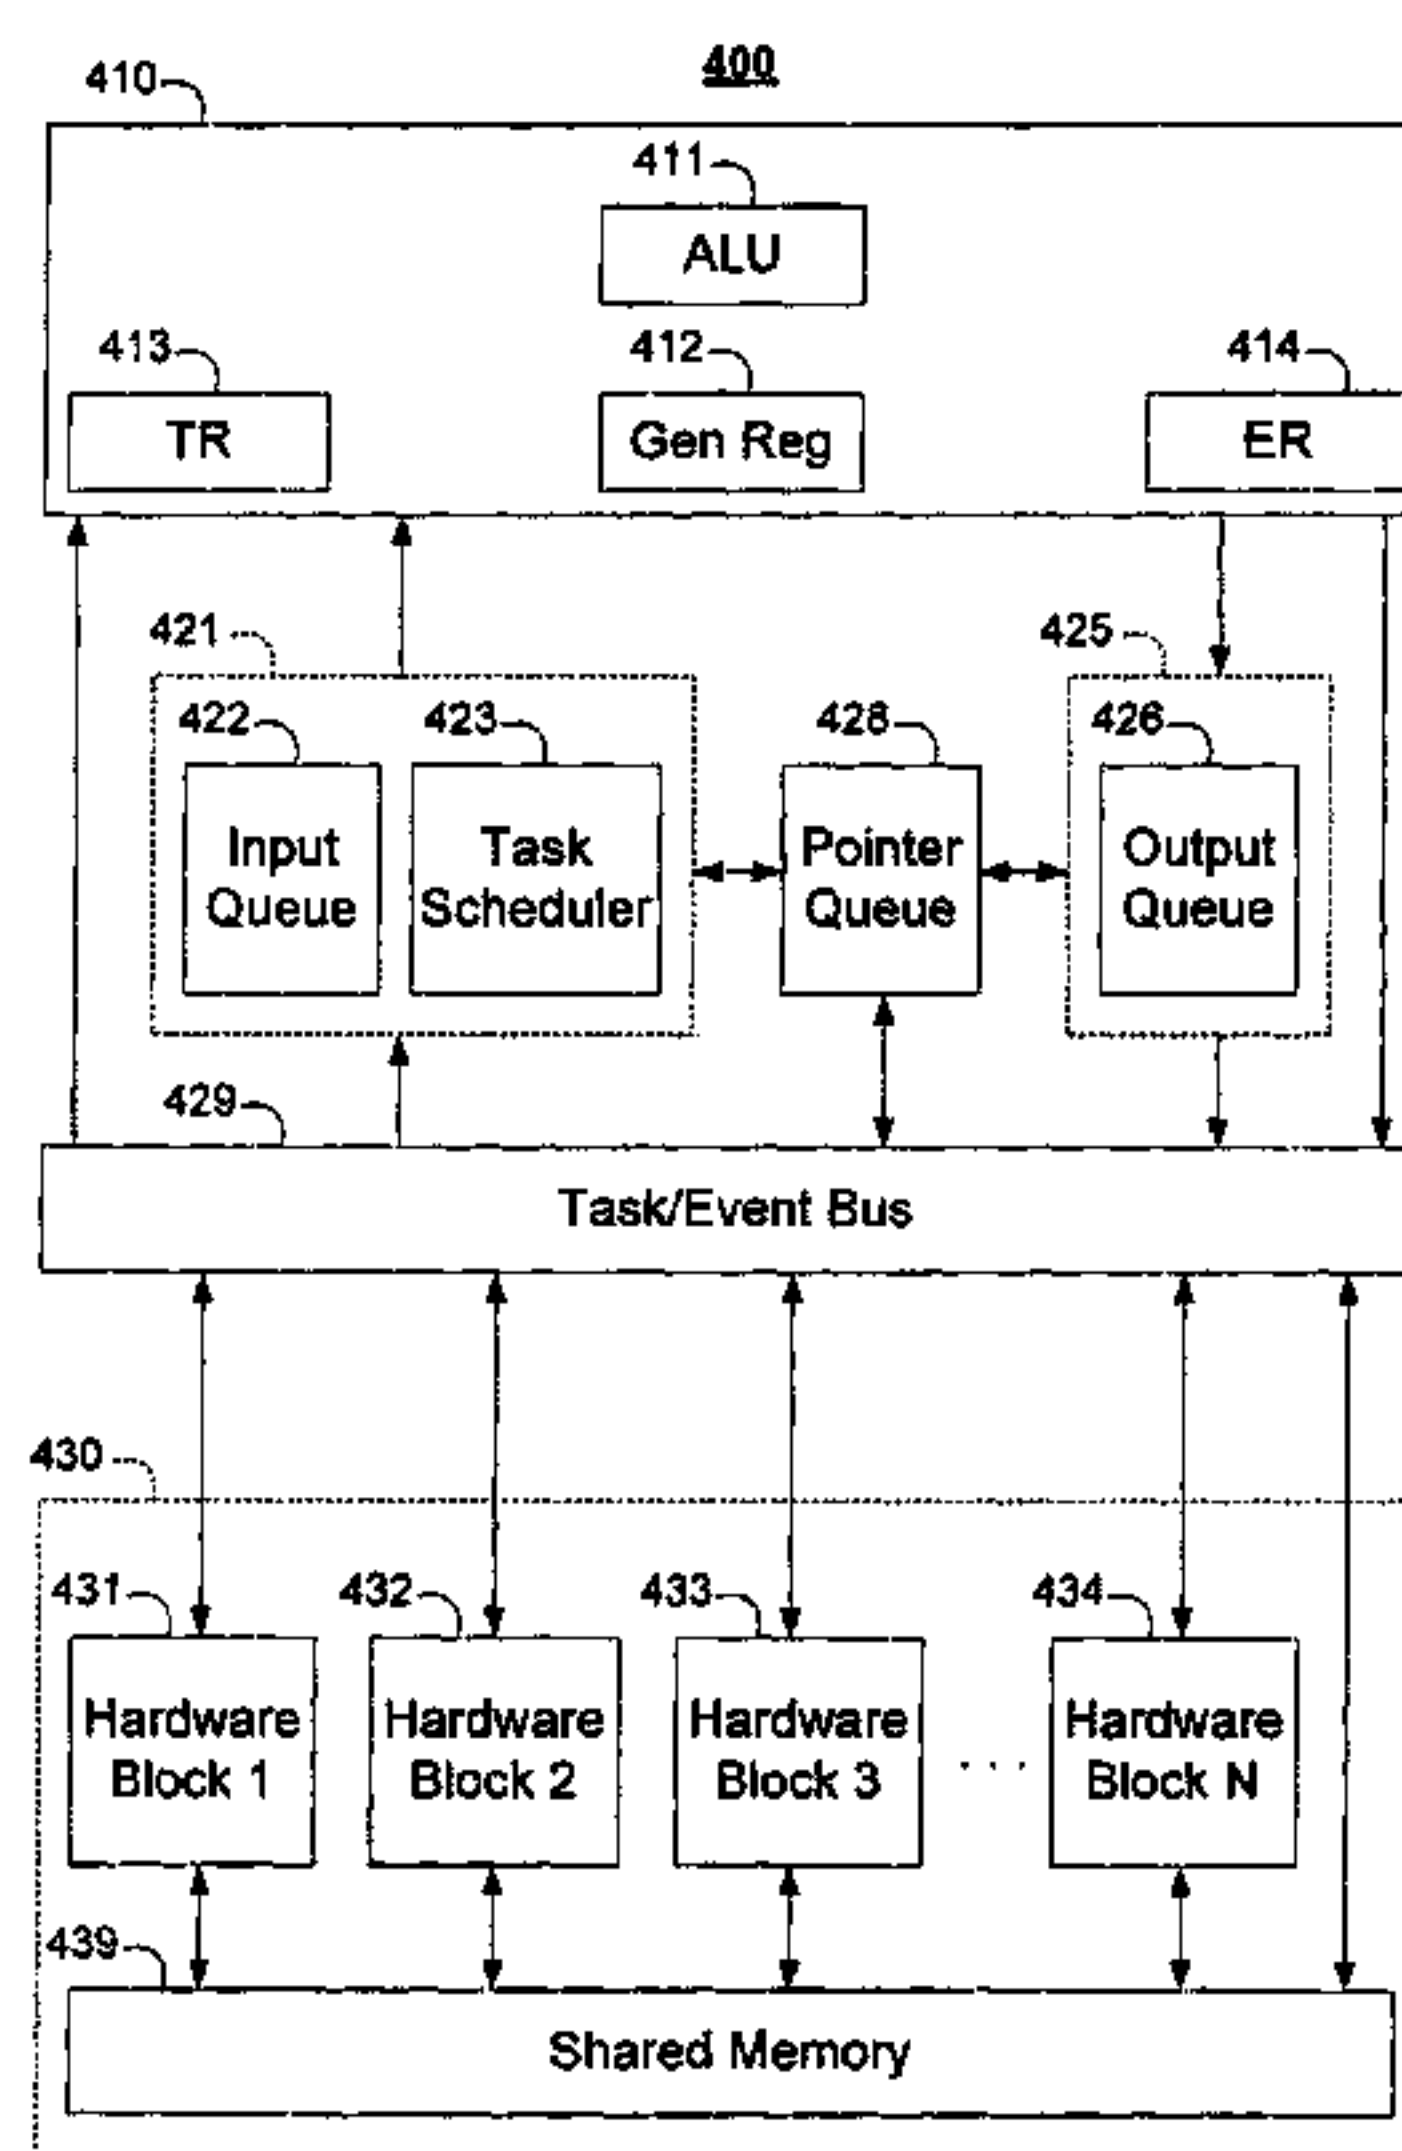 400
410
411
ALU
413
412
414
TR
Gen Reg
ER
421
425
422
423
428
426
Input
Queue
Task
Scheduler
Pointer
Queue
Output
Queue
429
Task/Event Bus
430
431
432
433
434
Hardware
Block 1
Hardware
Block 2
Hardware
Block 3
. . .
Hardware
Block N
439
Shared Memory